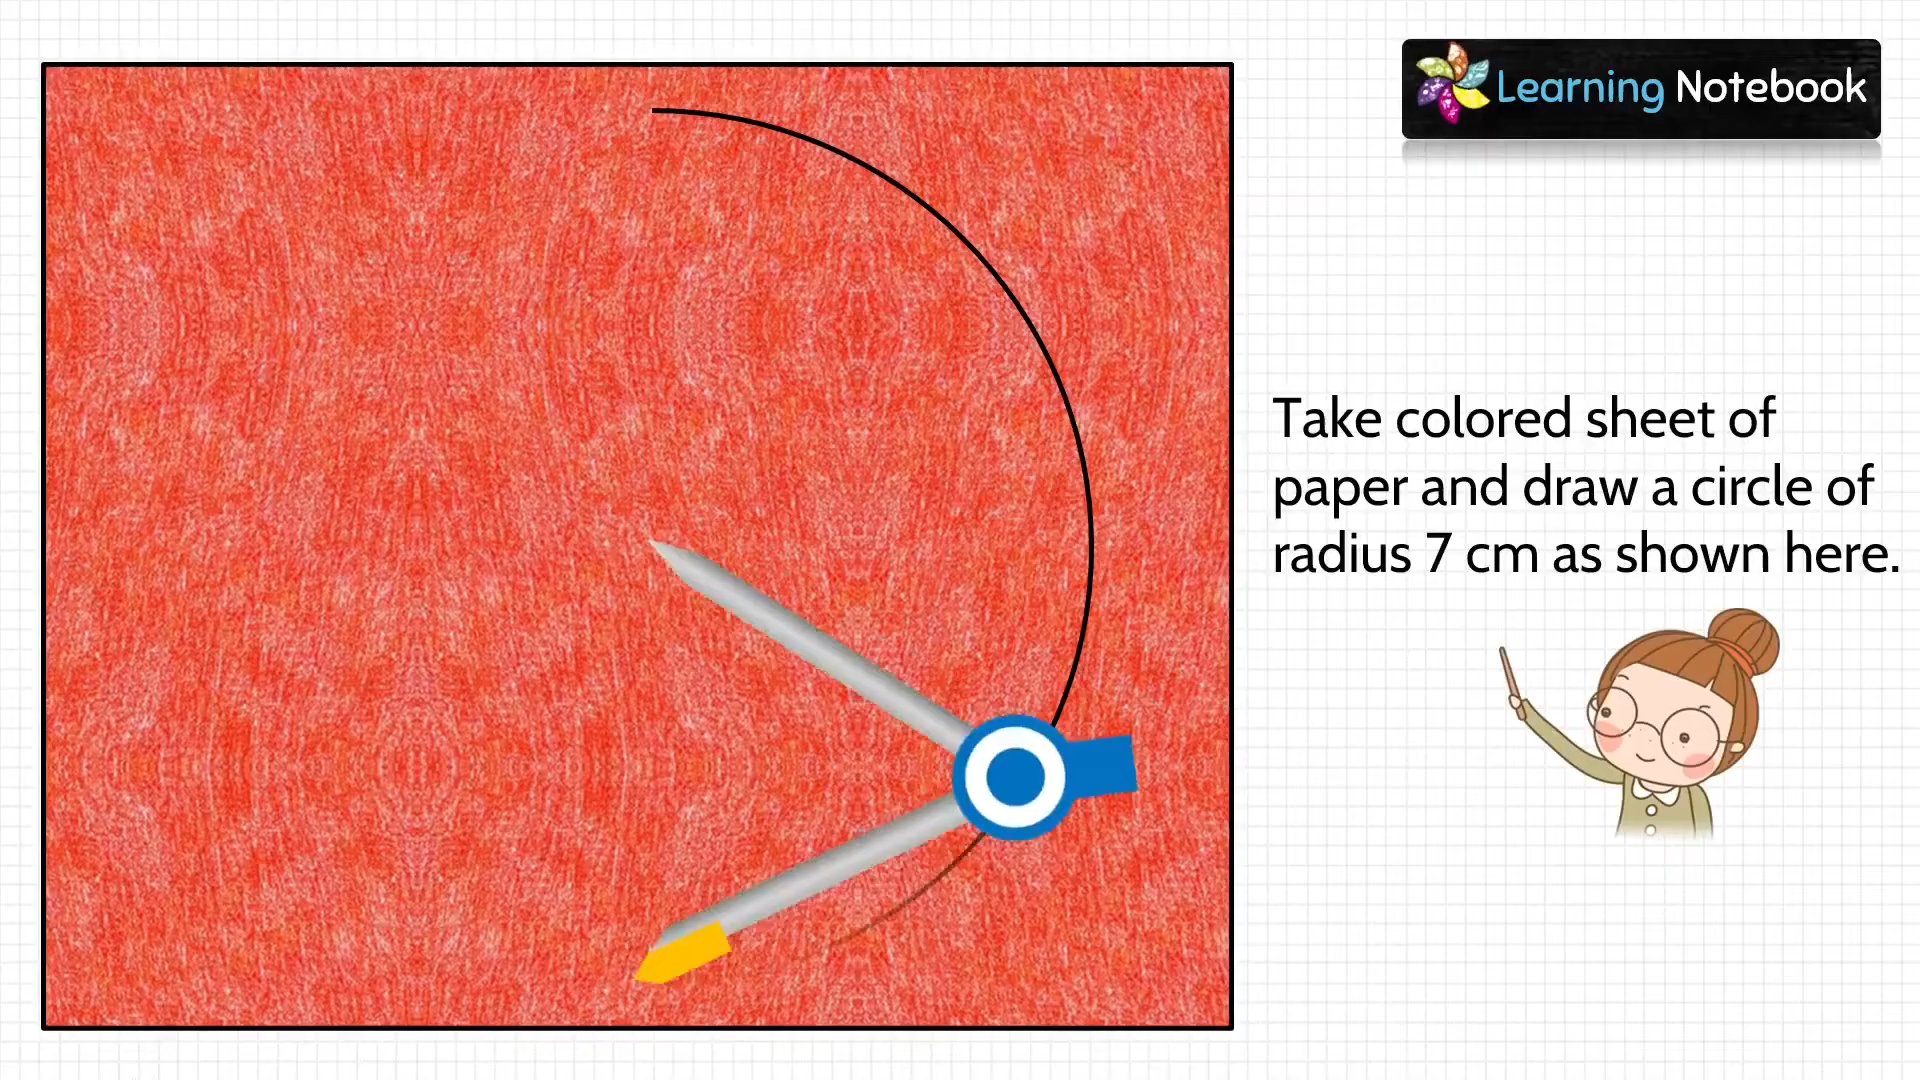 Learning Notebook
Take colored sheet of
paper and draw a circle of
radius 7 cm as shown here.